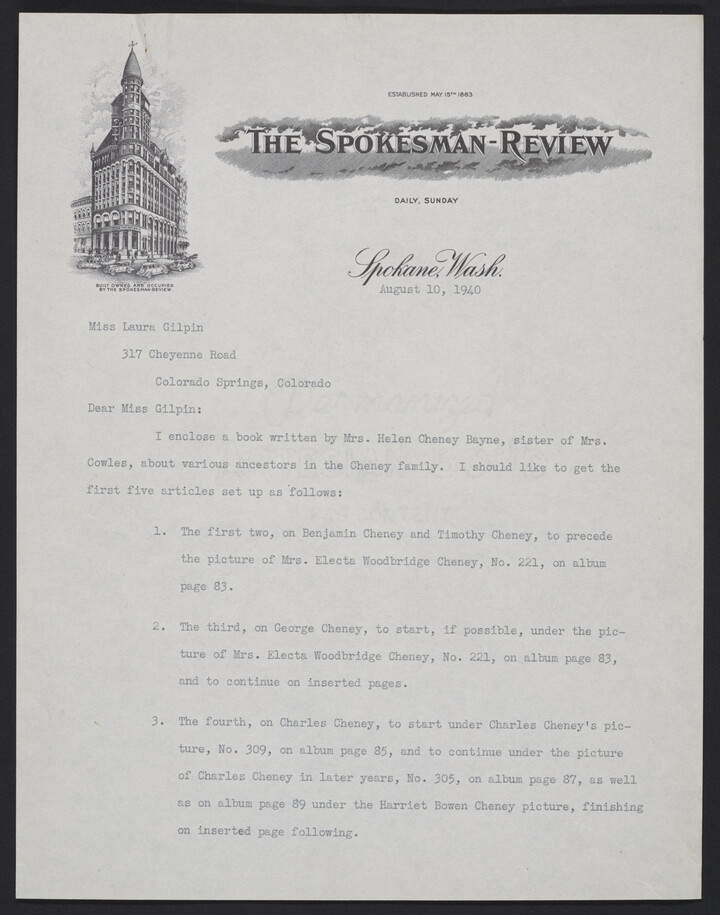 ESTABLISHED MAY 15TH 1883
THE SPOKESMAN-REVIEW
DAILY, SUNDAY
BUILT OWNED AND OCCUPIED
BY THE SPOKESMAN-REVIEW
Spokane, Wash.
August 10, 1940
Miss Laura Gilpin
317 Cheyenne Road
Colorado Springs, Colorado
Dear Miss Gilpin:
I enclose a book written by Mrs. Helen Cheney Bayne, sister of Mrs.
Cowles, about various ancestors in the Cheney family. I should like to get the
first five articles set up as follows:
1. The first two, on Benjamin Cheney and Timothy Cheney, to precede
the picture of Mrs. Electa Woodbridge Cheney, No. 221, on album
page 83.
2. The third, on George Cheney, to start, if possible, under the pic-
ture of Mrs. Electa Woodbridge Cheney, No. 221, on album page 83,
and to continue on inserted pages.
3. The fourth, on Charles Cheney, to start under Charles Cheney's pic-
ture, No. 309, on album page 85, and to continue under the picture
of Charles Cheney in later years, No. 305, on album page 87, as well
as on album page 89 under the Harriet Bowen Cheney picture, finishing
on inserted page following.